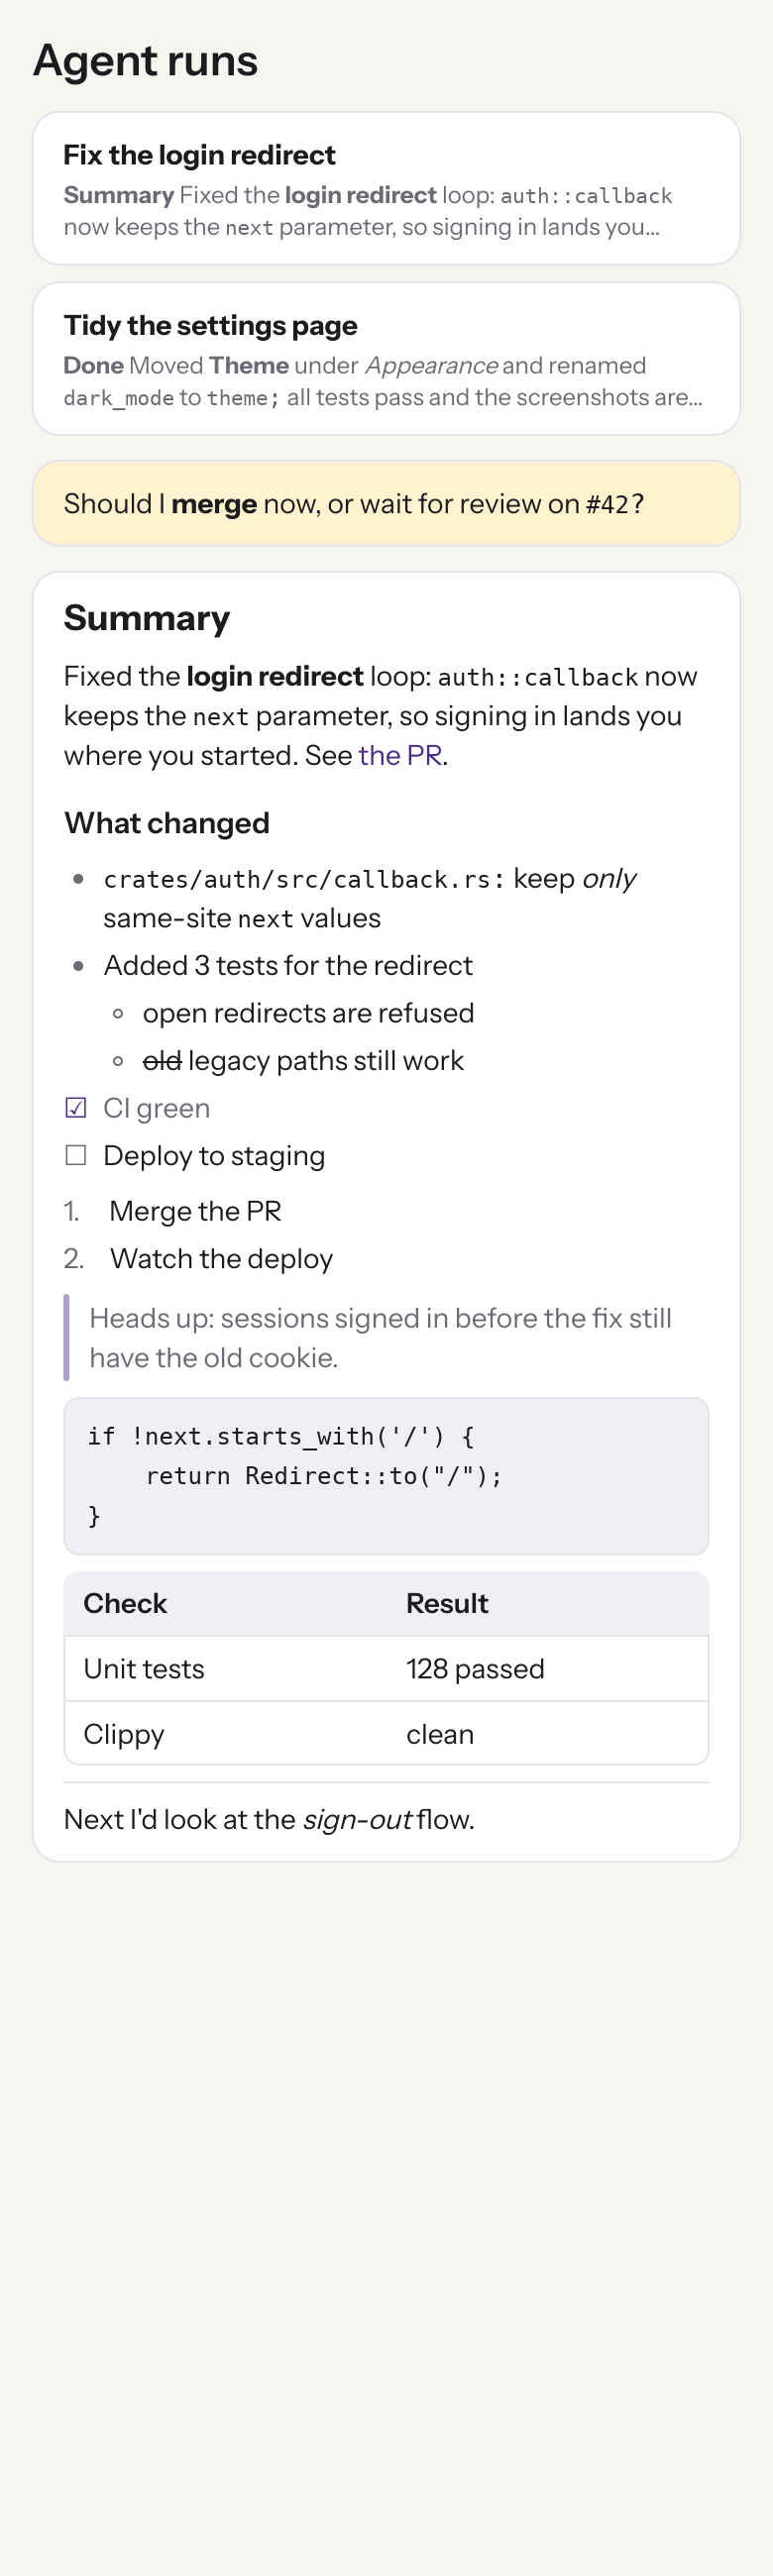 Agent runs
Fix the login redirect
Summary Fixed the login redirect loop: auth::callback
now keeps the next parameter, so signing in lands you...
Tidy the settings page
Done Moved Theme under Appearance and renamed
dark_mode to theme; all tests pass and the screenshots are...
Should I merge now, or wait for review on #42?
Summary
Fixed the login redirect loop: auth::callback now
keeps the next parameter, so signing in lands you
where you started. See the PR.
What changed
• crates/auth/src/callback.rs: keep only
same-site next values
• Added 3 tests for the redirect
◦ open redirects are refused
◦ old legacy paths still work
☑ CI green
☐ Deploy to staging
1. Merge the PR
2. Watch the deploy
Heads up: sessions signed in before the fix still
have the old cookie.
if !next.starts_with('/') {
    return Redirect::to("/");
}
Check Result
Unit tests 128 passed
Clippy clean
Next I'd look at the sign-out flow.